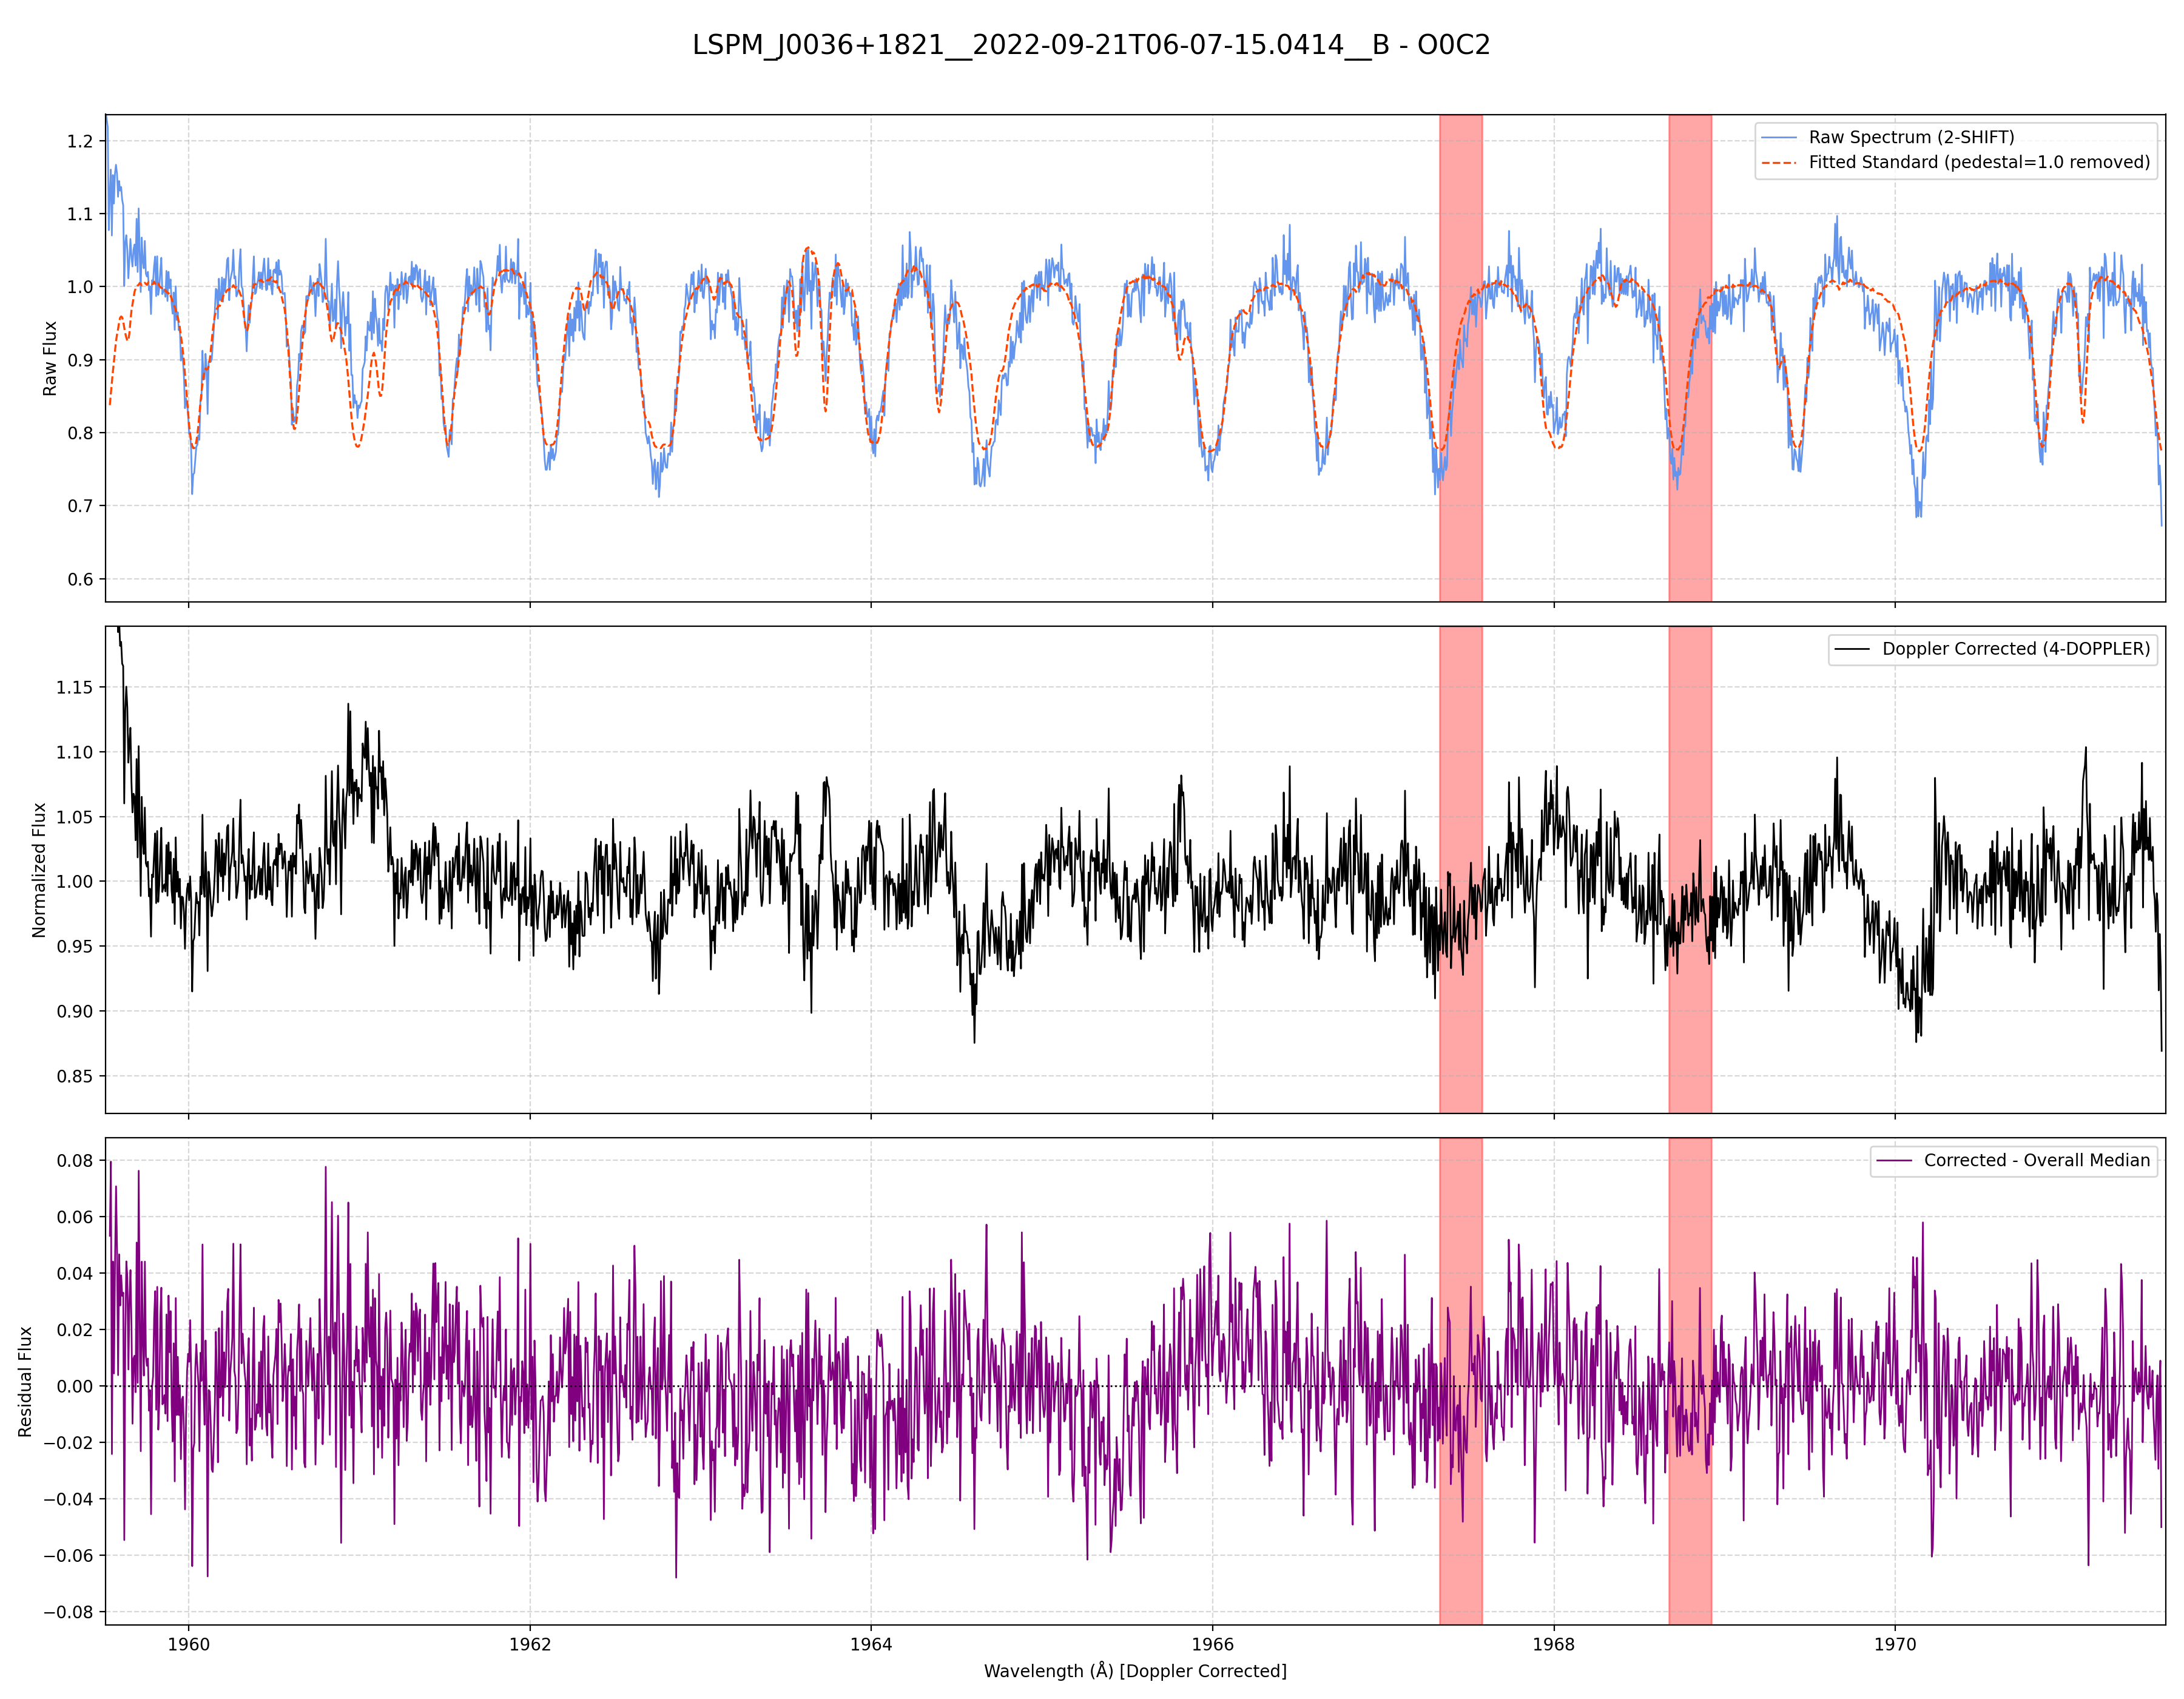 LSPM_J0036+1821__2022-09-21T06-07-15.0414__B - O0C2
Raw Spectrum (2-SHIFT)
Fitted Standard (pedestal=1.0 removed)
1.2
1.1
1.0
0.9
0.8
0.7
0.6
Raw Flux
Doppler Corrected (4-DOPPLER)
1.15
1.10
1.05
1.00
0.95
0.90
0.85
Normalized Flux
Corrected - Overall Median
0.08
0.06
0.04
0.02
0.00
−0.02
−0.04
−0.06
−0.08
Residual Flux
1960 1962 1964 1966 1968 1970
Wavelength (Å) [Doppler Corrected]